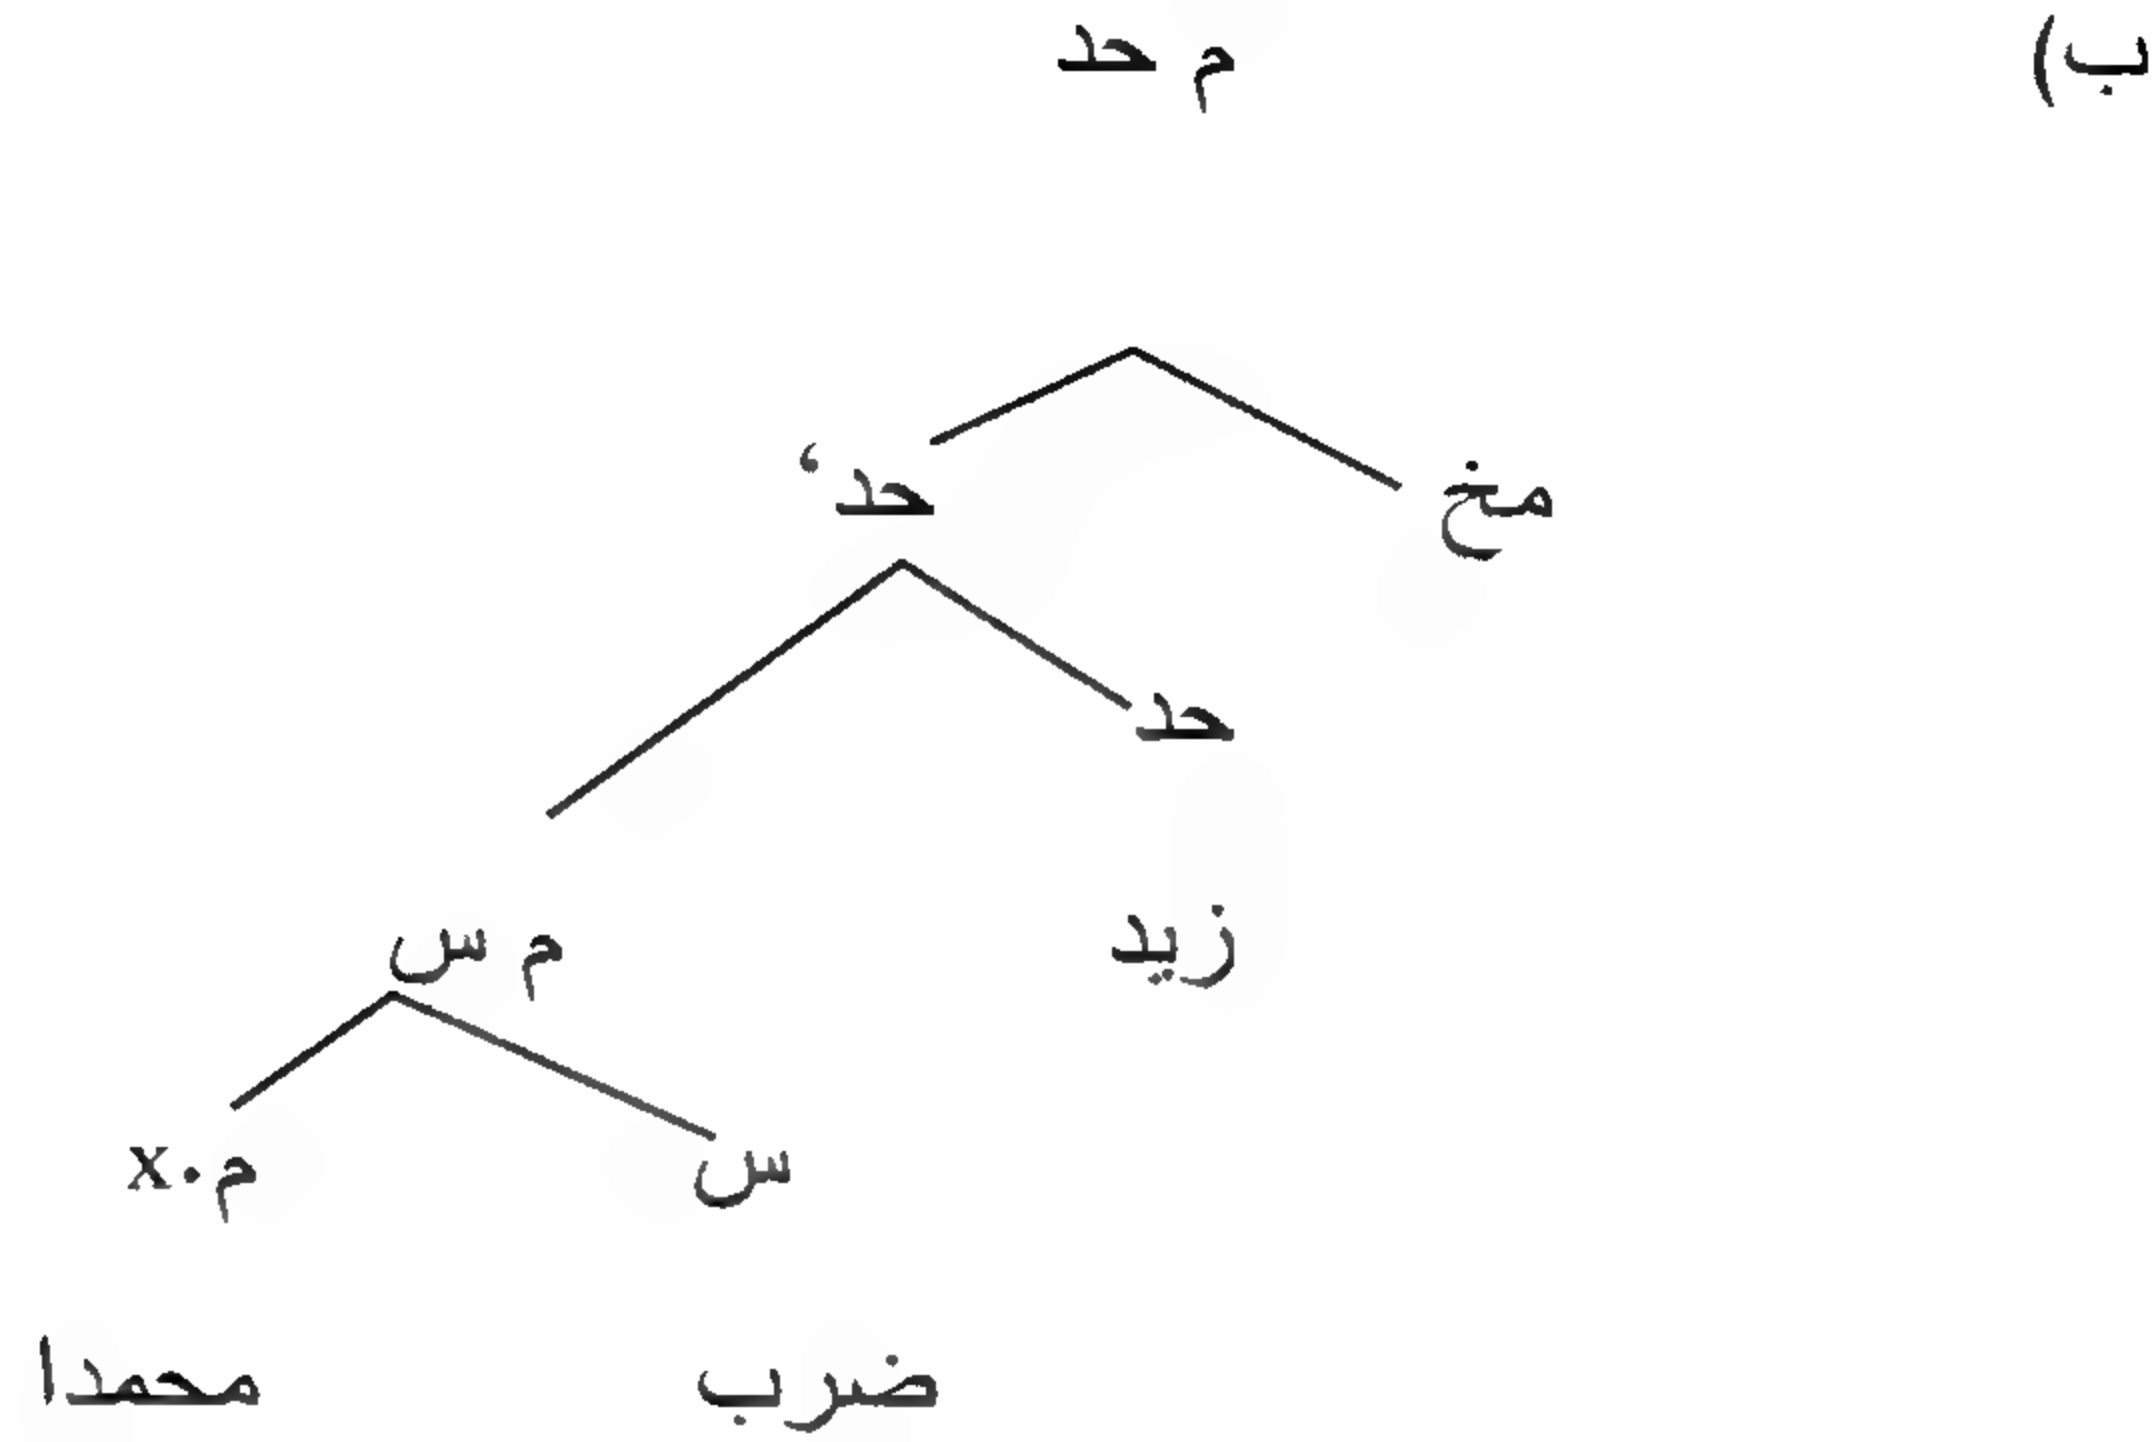 ب) م حد
مخ حد‘
حد
زيد م س
س م.x
ضرب محمدا